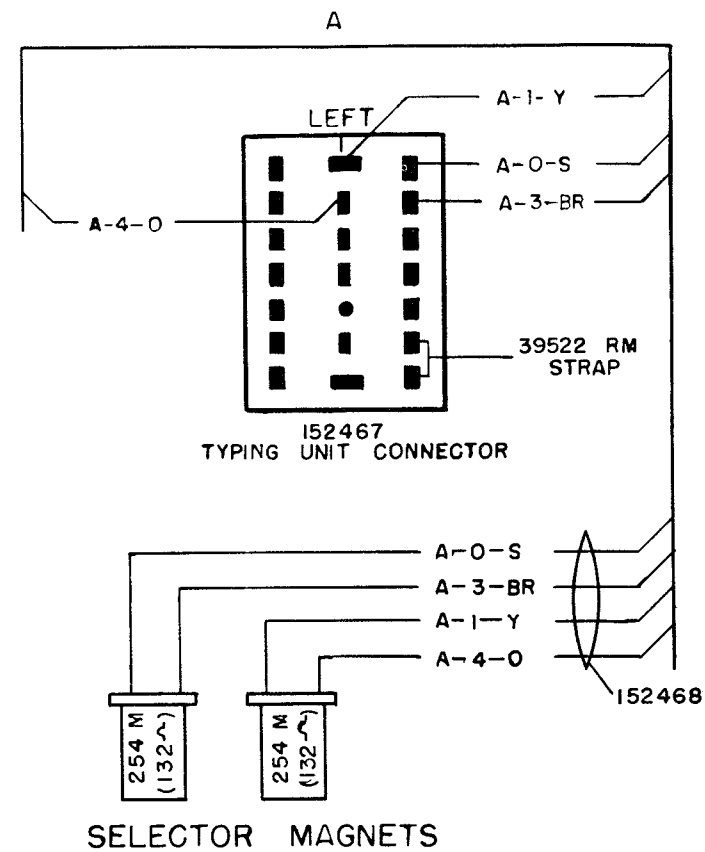 A
A-1-Y
LEFT
A-0-S
A-3-BR
A-4-O
39522 RM
STRAP
152467
TYPING UNIT CONNECTOR
A-0-S
A-3-BR
A-1-Y
A-4-O
152468
254 M
(132~)
254 M
(132~)
SELECTOR MAGNETS